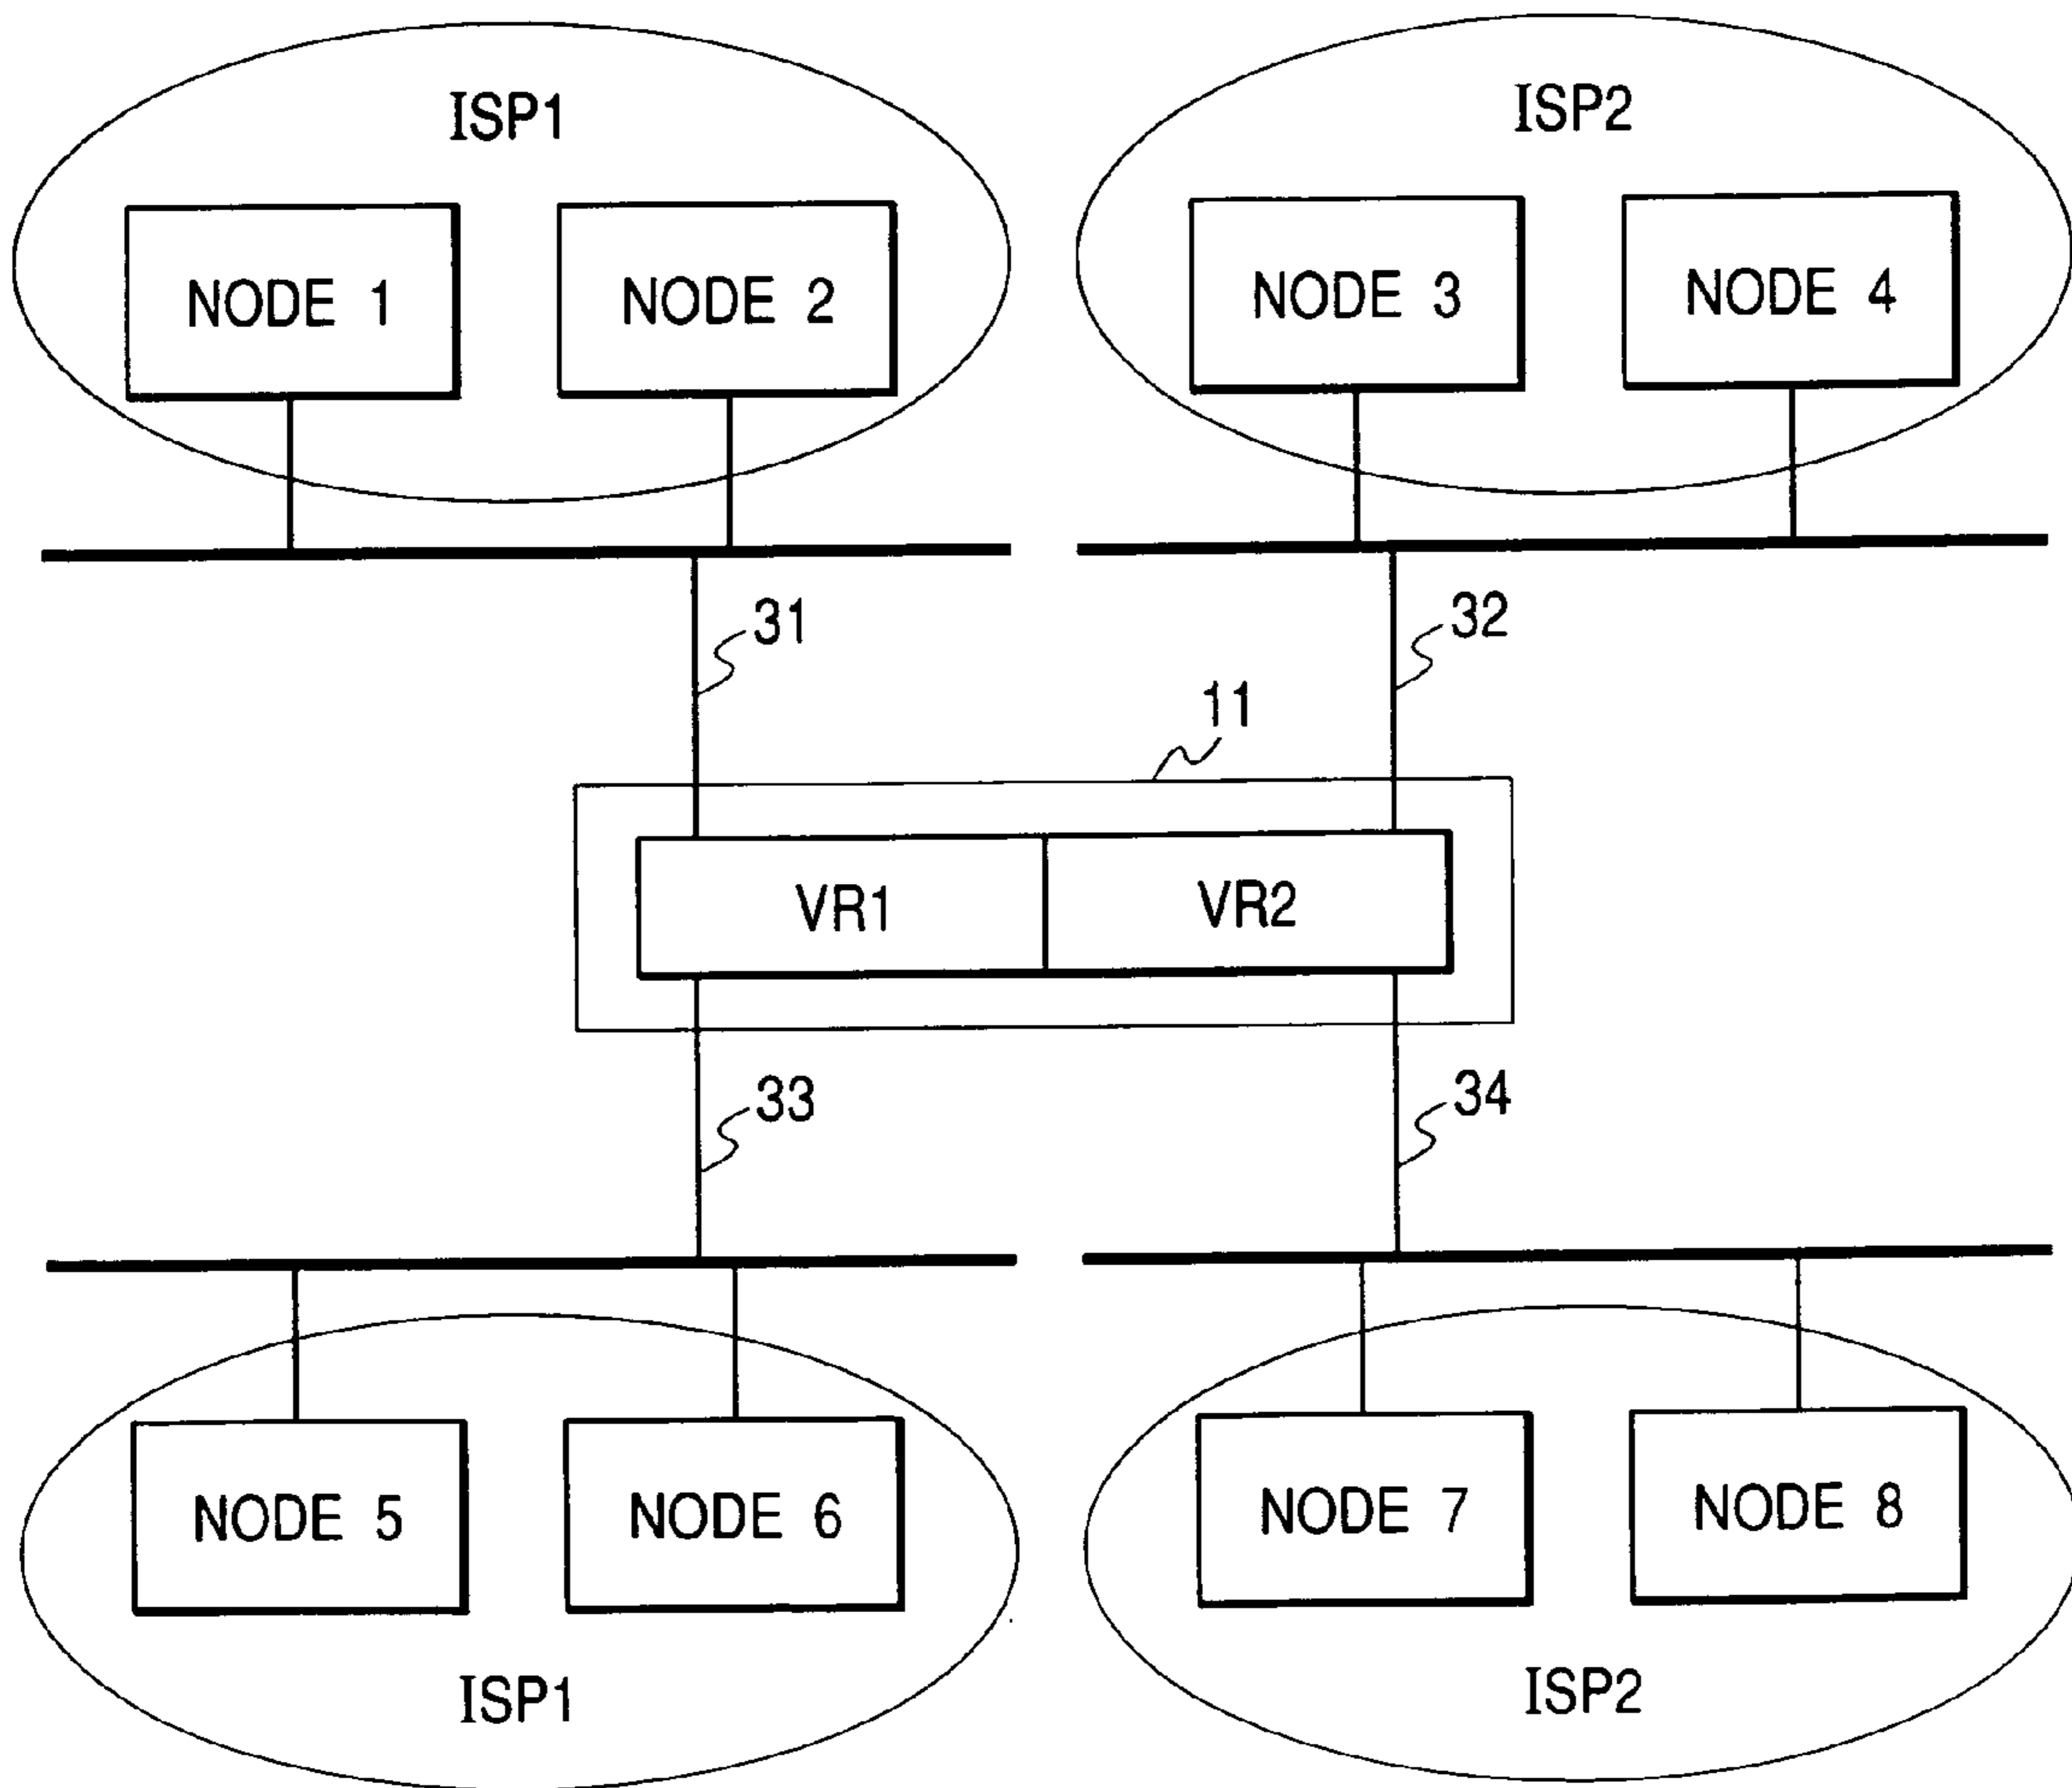 ISP1
ISP2
NODE 1
NODE 2
NODE 3
NODE 4
31
32
11
VR1
VR2
33
34
NODE 5
NODE 6
NODE 7
NODE 8
ISP1
ISP2